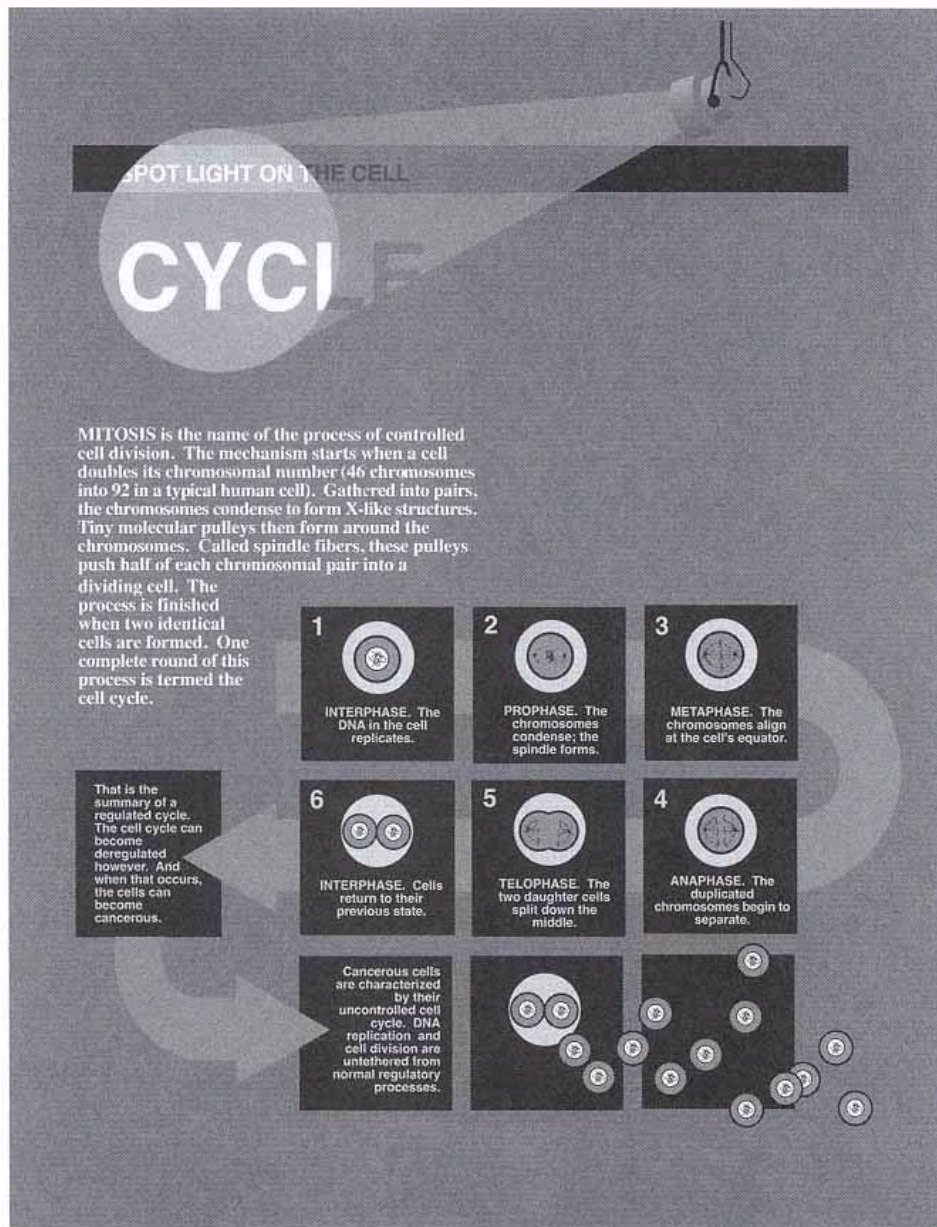 SPOT LIGHT ON THE CELL
CYCLE
MITOSIS is the name of the process of controlled
cell division. The mechanism starts when a cell
doubles its chromosomal number (46 chromosomes
into 92 in a typical human cell). Gathered into pairs,
the chromosomes condense to form X-like structures.
Tiny molecular pulleys then form around the
chromosomes. Called spindle fibers, these pulleys
push half of each chromosomal pair into a
dividing cell. The
process is finished
when two identical
cells are formed. One
complete round of this
process is termed the
cell cycle.
1
INTERPHASE. The
DNA in the cell
replicates.
2
PROPHASE. The
chromosomes
condense; the
spindle forms.
3
METAPHASE. The
chromosomes align
at the cell's equator.
4
ANAPHASE. The
duplicated
chromosomes begin to
separate.
5
TELOPHASE. The
two daughter cells
split down the
middle.
6
INTERPHASE. Cells
return to their
previous state.
That is the
summary of a
regulated cycle.
The cell cycle can
become
deregulated
however. And
when that occurs,
the cells can
become
cancerous.
Cancerous cells
are characterized
by their
uncontrolled cell
cycle. DNA
replication and
cell division are
untethered from
normal regulatory
processes.